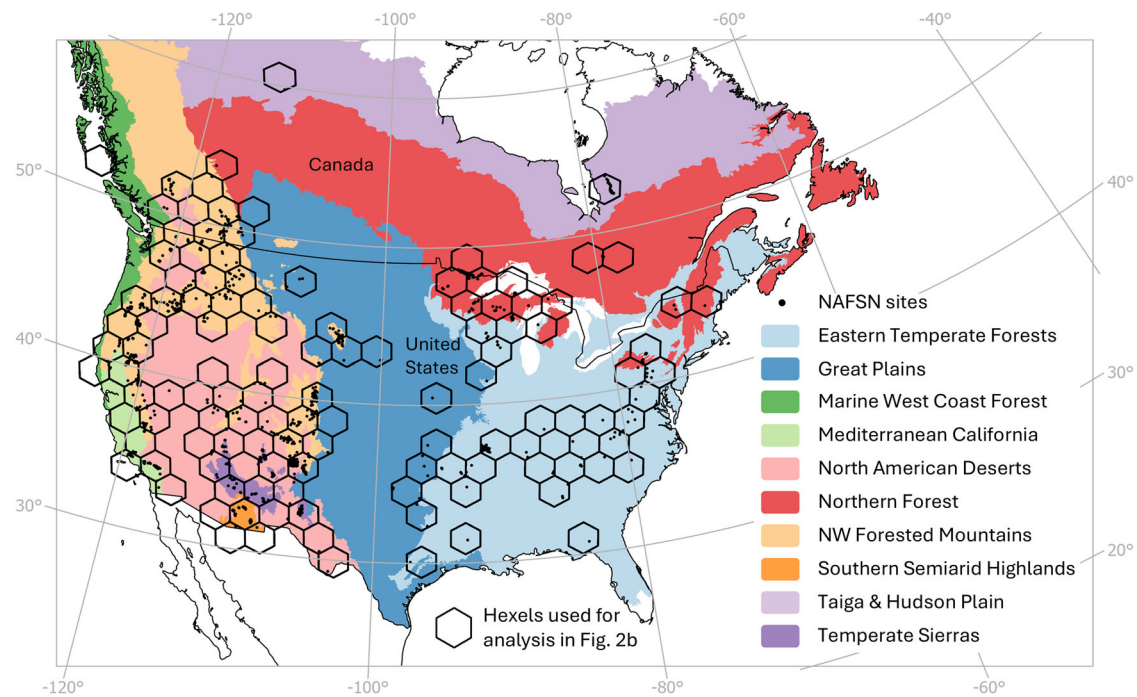 -120°
-100°
-80°
-60°
-40°
50°
40°
30°
40°
30°
20°
Canada
United
States
NAFSN sites
Eastern Temperate Forests
Great Plains
Marine West Coast Forest
Mediterranean California
North American Deserts
Northern Forest
NW Forested Mountains
Southern Semiarid Highlands
Taiga & Hudson Plain
Temperate Sierras
Hexels used for
analysis in Fig. 2b
-120°
-100°
-80°
-60°